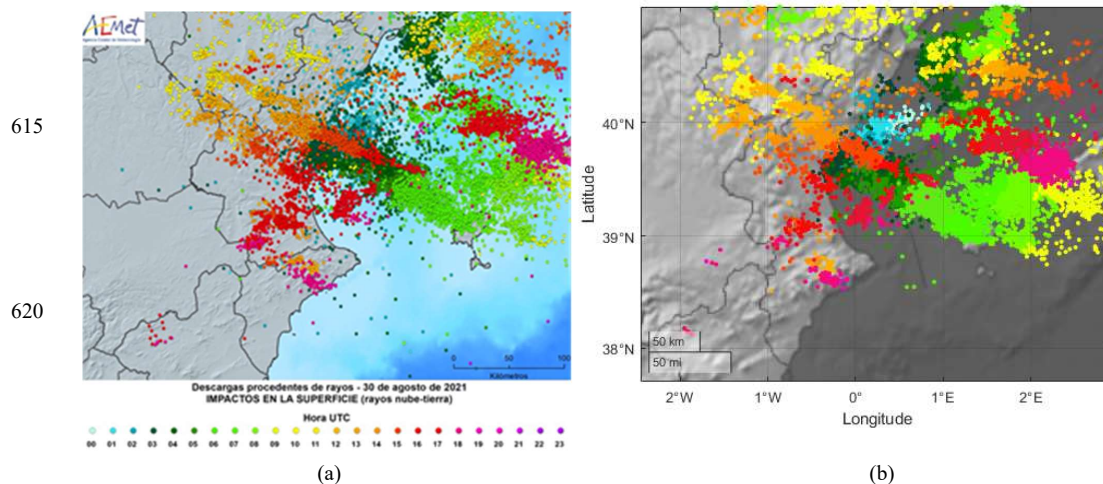 AEmet
Agencia Estatal de Meteorología
615
620
0 50 100
Kilómetros
Descargas procedentes de rayos - 30 de agosto de 2021
IMPACTOS EN LA SUPERFICIE (rayos nube-tierra)
Hora UTC
00 01 02 03 04 05 06 07 08 09 10 11 12 13 14 15 16 17 18 19 20 21 22 23
(a)
Latitude
40°N
39°N
38°N
50 km
50 mi
2°W 1°W 0° 1°E 2°E
Longitude
(b)